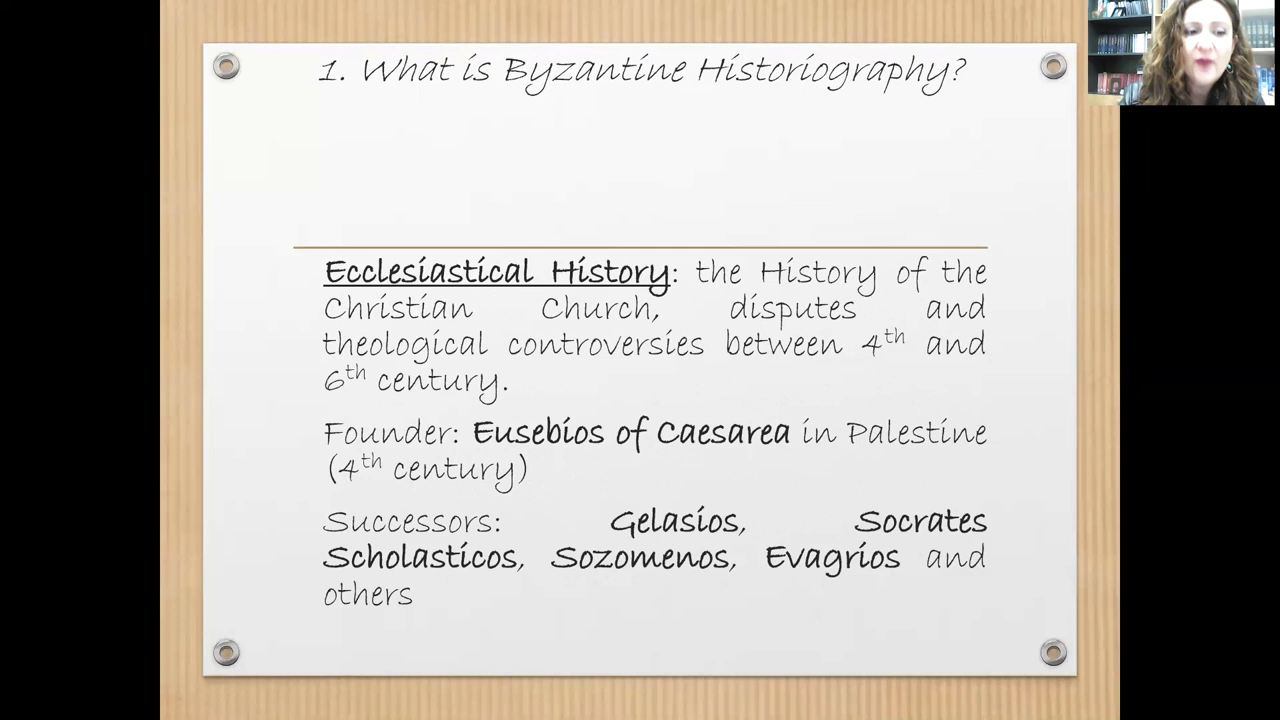 1. What is Byzantine Historiography?
Ecclesiastical History: the History of the
Christian Church, disputes and
theological controversies between 4th and
6th century.
Founder: Eusebios of Caesarea in Palestine
(4th century)
Successors: Gelasios, Socrates
Scholasticos, Sozomenos, Evagrios and
others